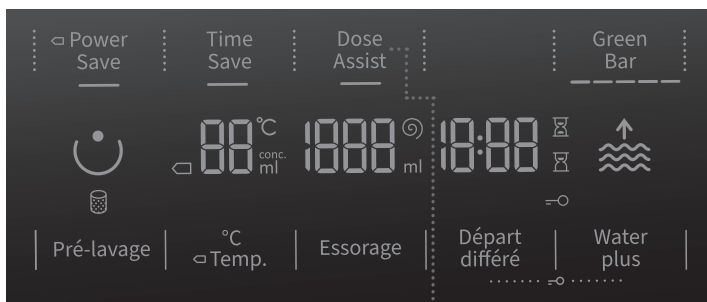 Power
Save
Time
Save
Dose
Assist
Green
Bar
88
°C
conc.
ml
1888
ml
18:88
Pré-lavage
°C
Temp.
Essorage
Départ
différé
Water
plus